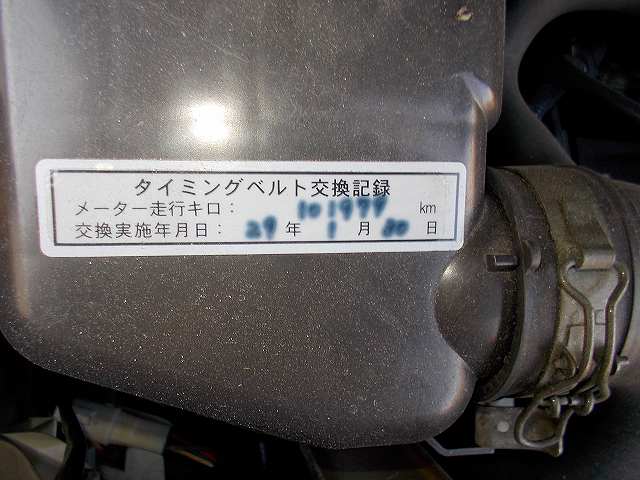 タイミングベルト交換記録
メーター走行キロ： 101977 km
交換実施年月日： 29 年 1 月 30 日